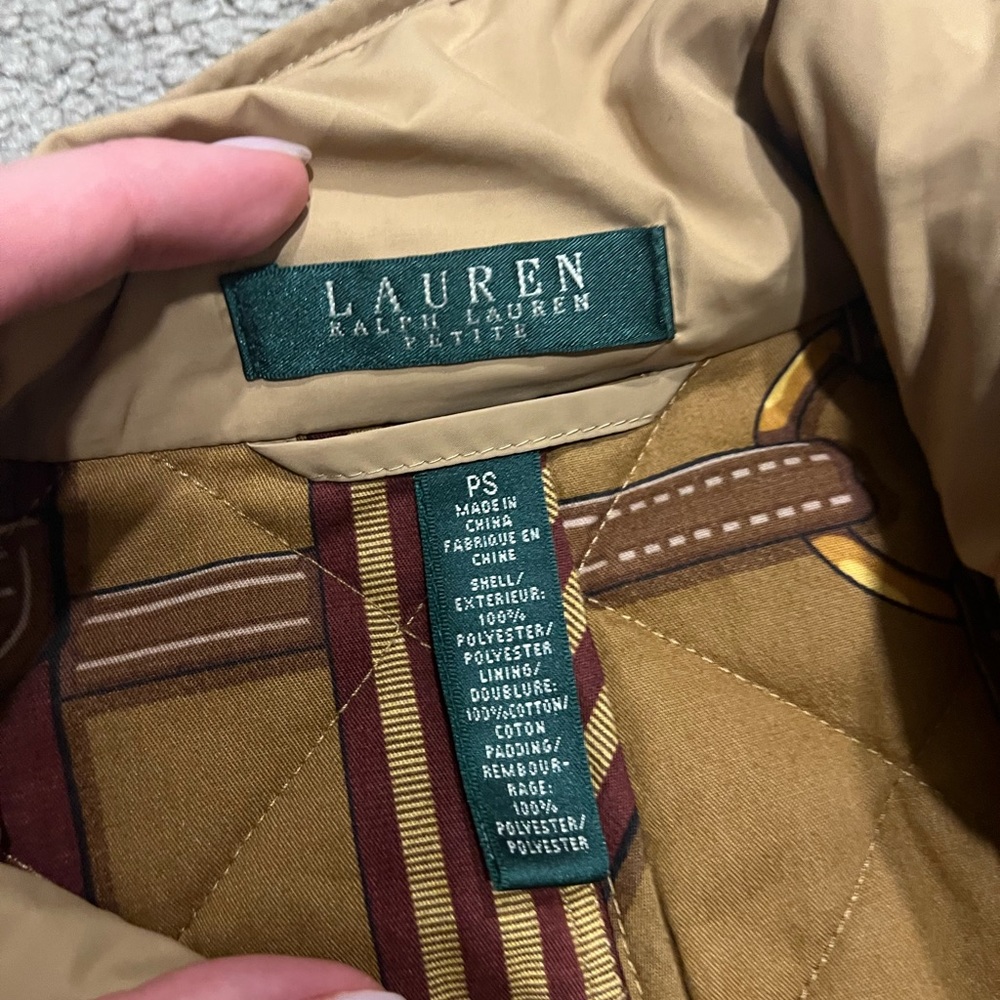 LAUREN
RALPH LAUREN
PETITE
PS
MADE IN
CHINA
FABRIQUE EN
CHINE
SHELL/
EXTERIEUR:
100%
POLYESTER/
POLYESTER
LINING/
DOUBLURE:
100%COTTON/
COTON
PADDING/
REMBOUR-
RAGE:
100%
POLYESTER/
POLYESTER